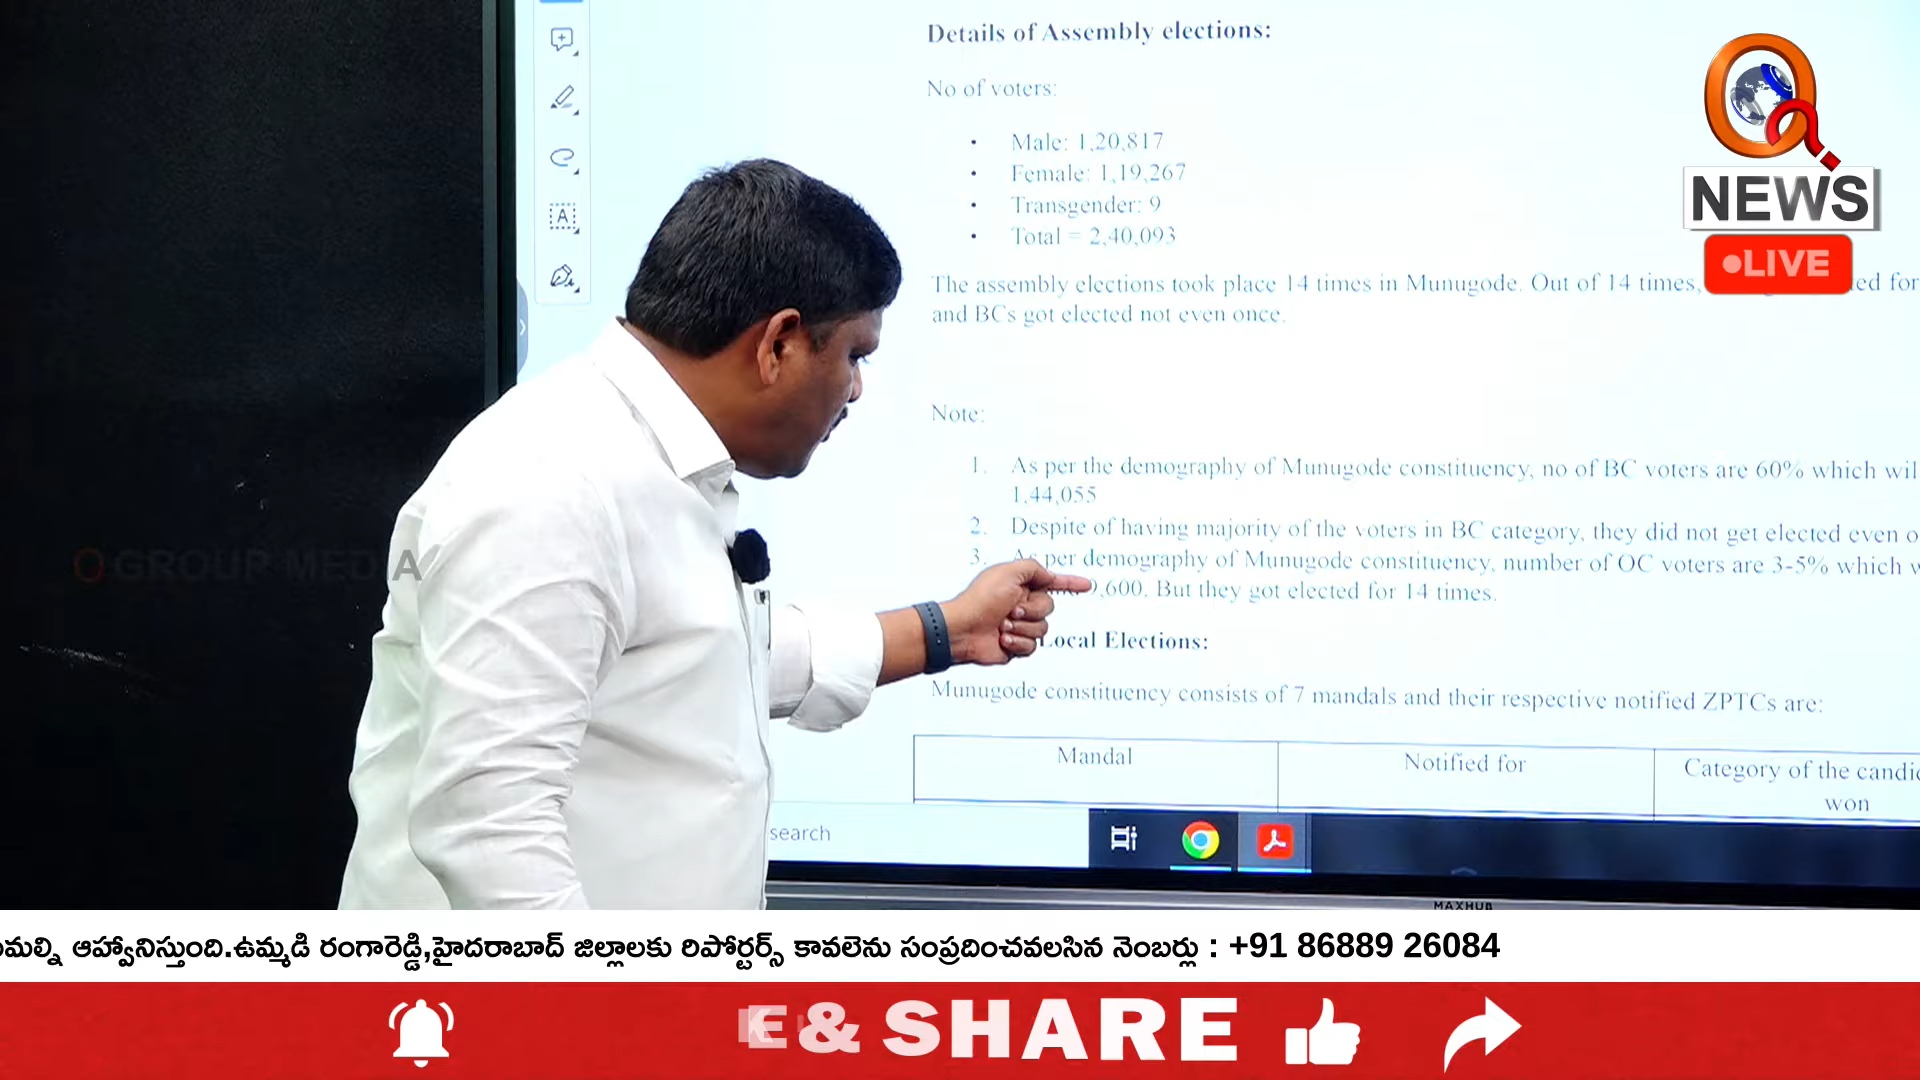 Details of Assembly elections:
No of voters:
• Male: 1,20,817
• Female: 1,19,267
• Transgender: 9
• Total = 2,40,093
The assembly elections took place 14 times in Munugode. Out of 14 times,
and BCs got elected not even once.
Note:
1. As per the demography of Munugode constituency, no of BC voters are 60% which
1,44,055
2. Despite of having majority of the voters in BC category, they did not get elected even
3. As per demography of Munugode constituency, number of OC voters are 3-5% which
9,600. But they got elected for 14 times.
Local Elections:
Munugode constituency consists of 7 mandals and their respective notified ZPTCs are:
Mandal
Notified for
Category of the
won
search
MAXHUB
Q
NEWS
LIVE
Q GROUP MEDIA
ఆహ్వానిస్తుంది.ఉమ్మడి రంగారెడ్డి,హైదరాబాద్ జిల్లాలకు రిపోర్టర్స్ కావలెను సంప్రదించవలసిన నెంబర్లు : +91 86889 26084
& SHARE